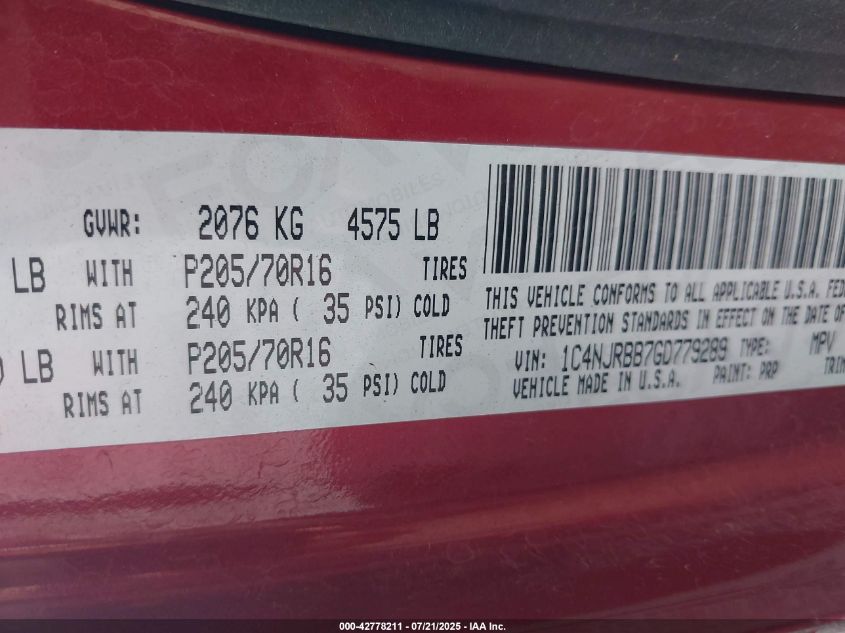 GVWR: 2076 KG 4575 LB
LB WITH P205/70R16 TIRES
RIMS AT 240 KPA ( 35 PSI) COLD
LB WITH P205/70R16 TIRES
RIMS AT 240 KPA ( 35 PSI) COLD
THIS VEHICLE CONFORMS TO ALL APPLICABLE U.S.A. FED
THEFT PREVENTION STANDARDS IN EFFECT ON THE DATE OF
VIN: 1C4NJRBB7GD779289 TYPE: MPV
VEHICLE MADE IN U.S.A. PAINT: PRP TRIM
000-42778211 - 07/21/2025 - IAA Inc.